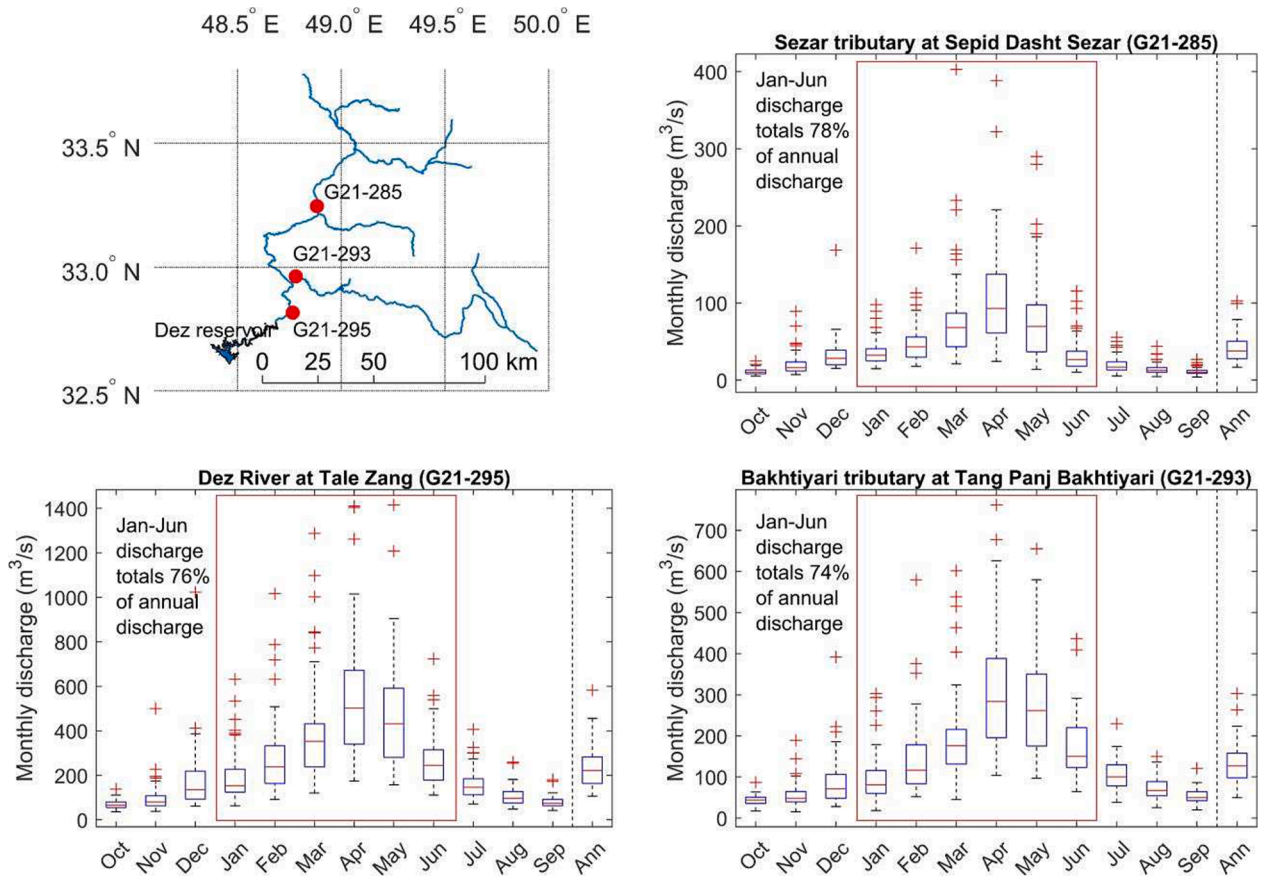 48.5° E 49.0° E 49.5° E 50.0° E
33.5° N
33.0° N
32.5° N
G21-285
G21-293
G21-295
Dez reservoir
0 25 50 100 km
Sezar tributary at Sepid Dasht Sezar (G21-285)
Monthly discharge (m³/s)
400
300
200
100
0
Jan-Jun
discharge
totals 78%
of annual
discharge
Oct Nov Dec Jan Feb Mar Apr May Jun Jul Aug Sep Ann
Dez River at Tale Zang (G21-295)
Monthly discharge (m³/s)
1400
1200
1000
800
600
400
200
0
Jan-Jun
discharge
totals 76%
of annual
discharge
Oct Nov Dec Jan Feb Mar Apr May Jun Jul Aug Sep Ann
Bakhtiyari tributary at Tang Panj Bakhtiyari (G21-293)
Monthly discharge (m³/s)
700
600
500
400
300
200
100
0
Jan-Jun
discharge
totals 74%
of annual
discharge
Oct Nov Dec Jan Feb Mar Apr May Jun Jul Aug Sep Ann